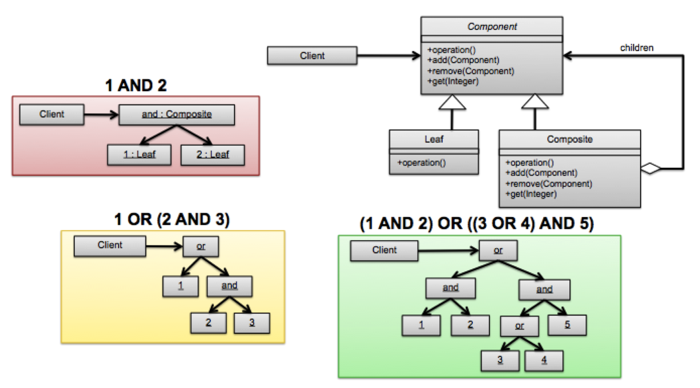 Component
+operation()
+add(Component)
+remove(Component)
+get(Integer)
Client
children
Leaf
+operation()
Composite
+operation()
+add(Component)
+remove(Component)
+get(Integer)
1 AND 2
Client
and : Composite
1 : Leaf
2 : Leaf
1 OR (2 AND 3)
Client
or
1
and
2
3
(1 AND 2) OR ((3 OR 4) AND 5)
Client
or
and
and
1
2
or
5
3
4